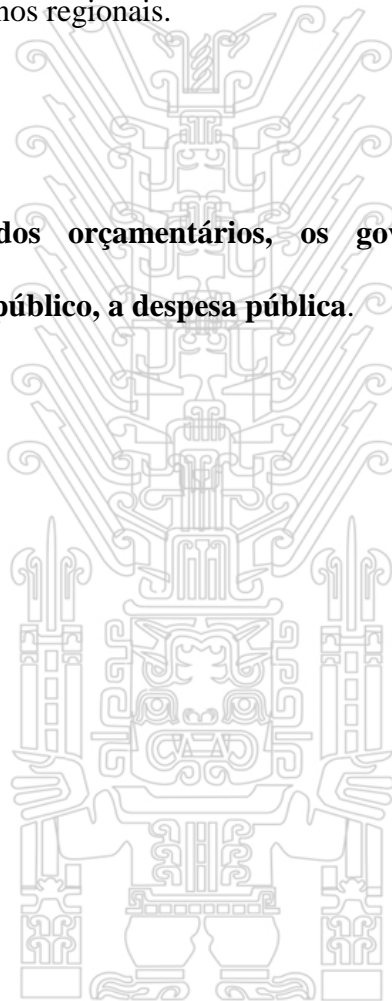 nos regionais.
dos orçamentários, os gov
público, a despesa pública.